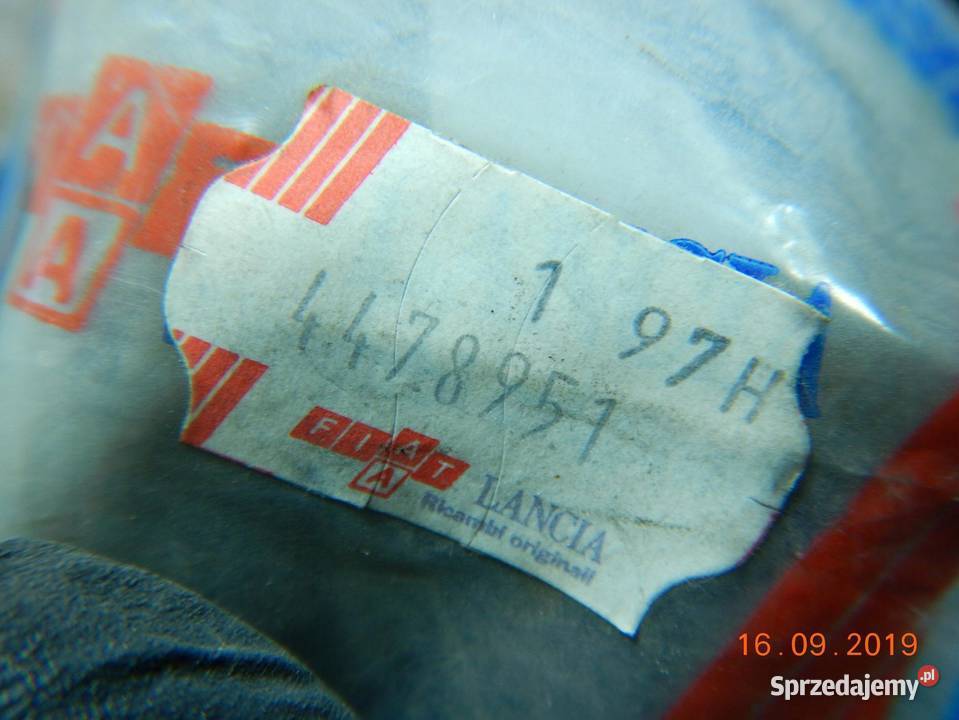 A
A
1 97H
4478951
FIAT
A
LANCIA
Ricambi originali
16.09.2019
Sprzedajemy.pl